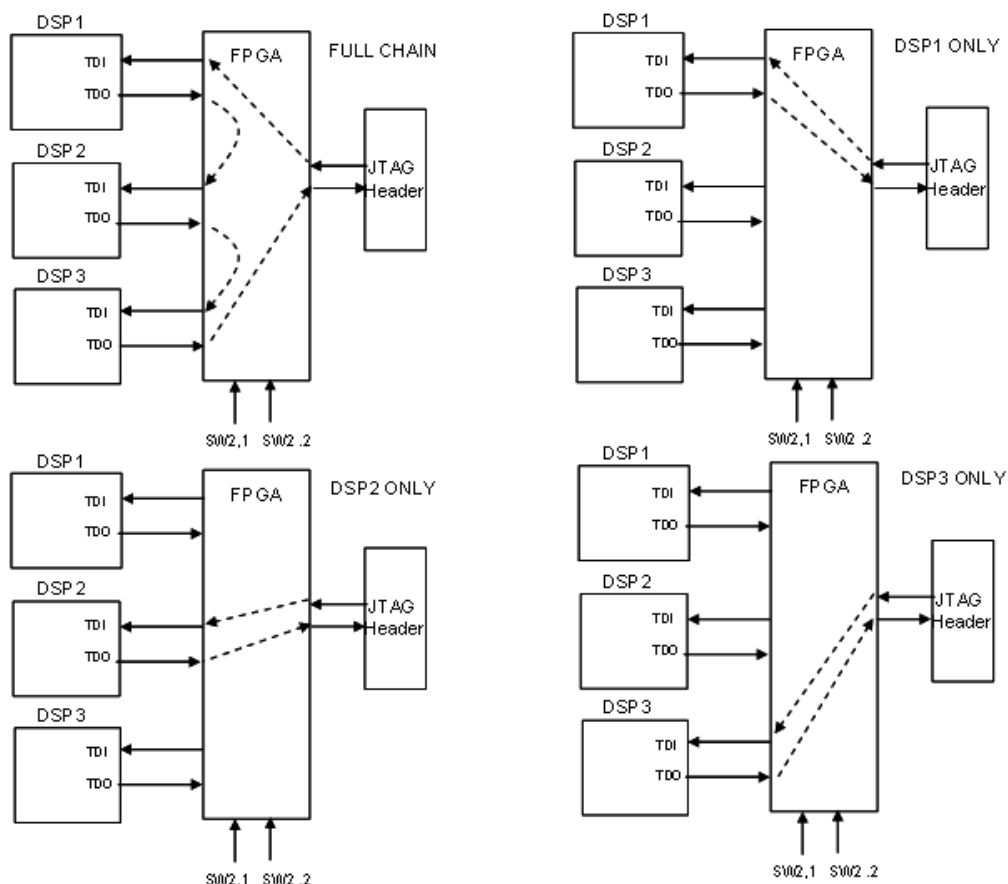 DSP1
TDI
TDO
FPGA
FULL CHAIN
DSP2
TDI
TDO
JTAG
Header
DSP3
TDI
TDO
SW2,1
SW2..2
DSP1
TDI
TDO
FPGA
DSP1 ONLY
DSP2
TDI
TDO
JTAG
Header
DSP3
TDI
TDO
SW2,1
SW2..2
DSP1
TDI
TDO
FPGA
DSP2 ONLY
DSP2
TDI
TDO
JTAG
Header
DSP3
TDI
TDO
SW2,1
SW2..2
DSP1
TDI
TDO
FPGA
DSP3 ONLY
DSP2
TDI
TDO
JTAG
Header
DSP3
TDI
TDO
SW2,1
SW2..2